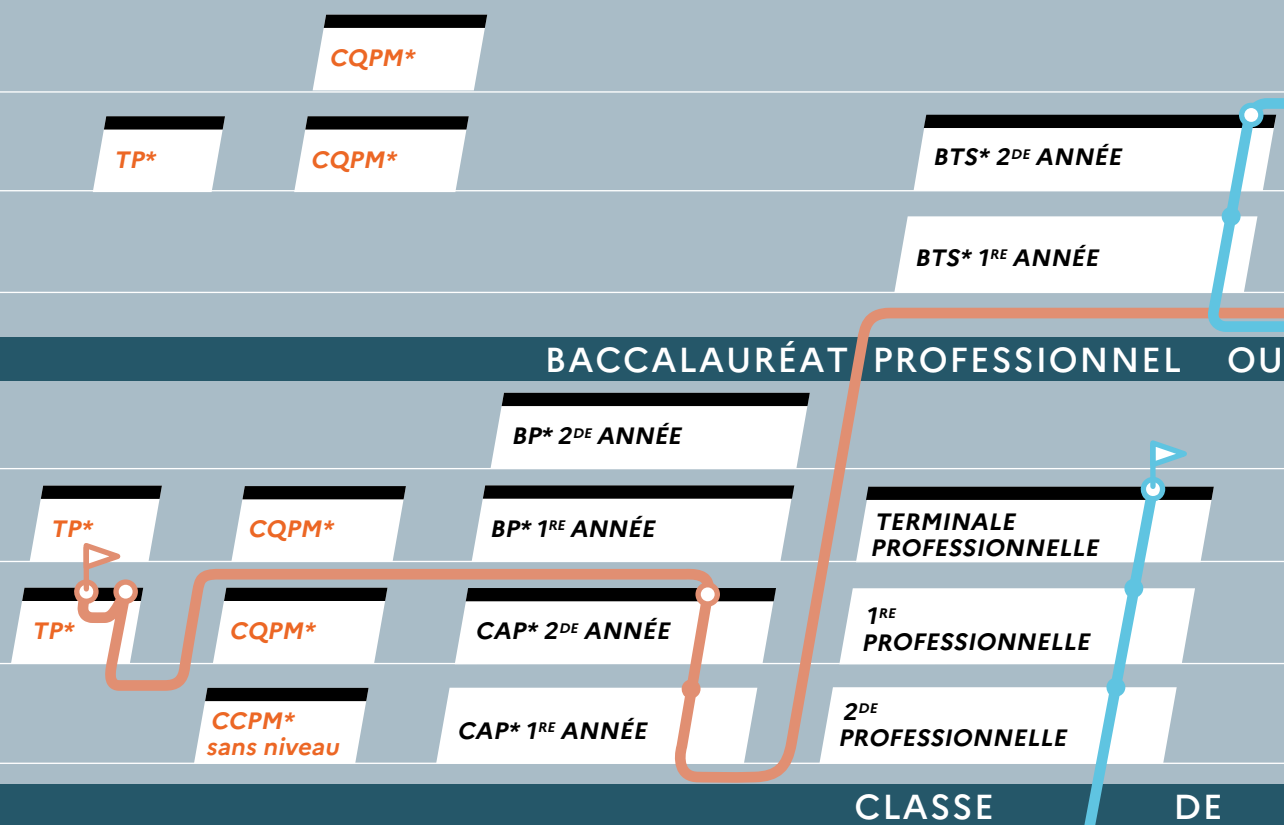 CQPM*
TP*
CQPM*
BTS* 2DE ANNÉE
BTS* 1RE ANNÉE
BACCALAURÉAT PROFESSIONNEL OU
BP* 2DE ANNÉE
TP*
CQPM*
BP* 1RE ANNÉE
TERMINALE
PROFESSIONNELLE
TP*
CQPM*
CAP* 2DE ANNÉE
1RE
PROFESSIONNELLE
CCPM*
sans niveau
CAP* 1RE ANNÉE
2DE
PROFESSIONNELLE
CLASSE DE